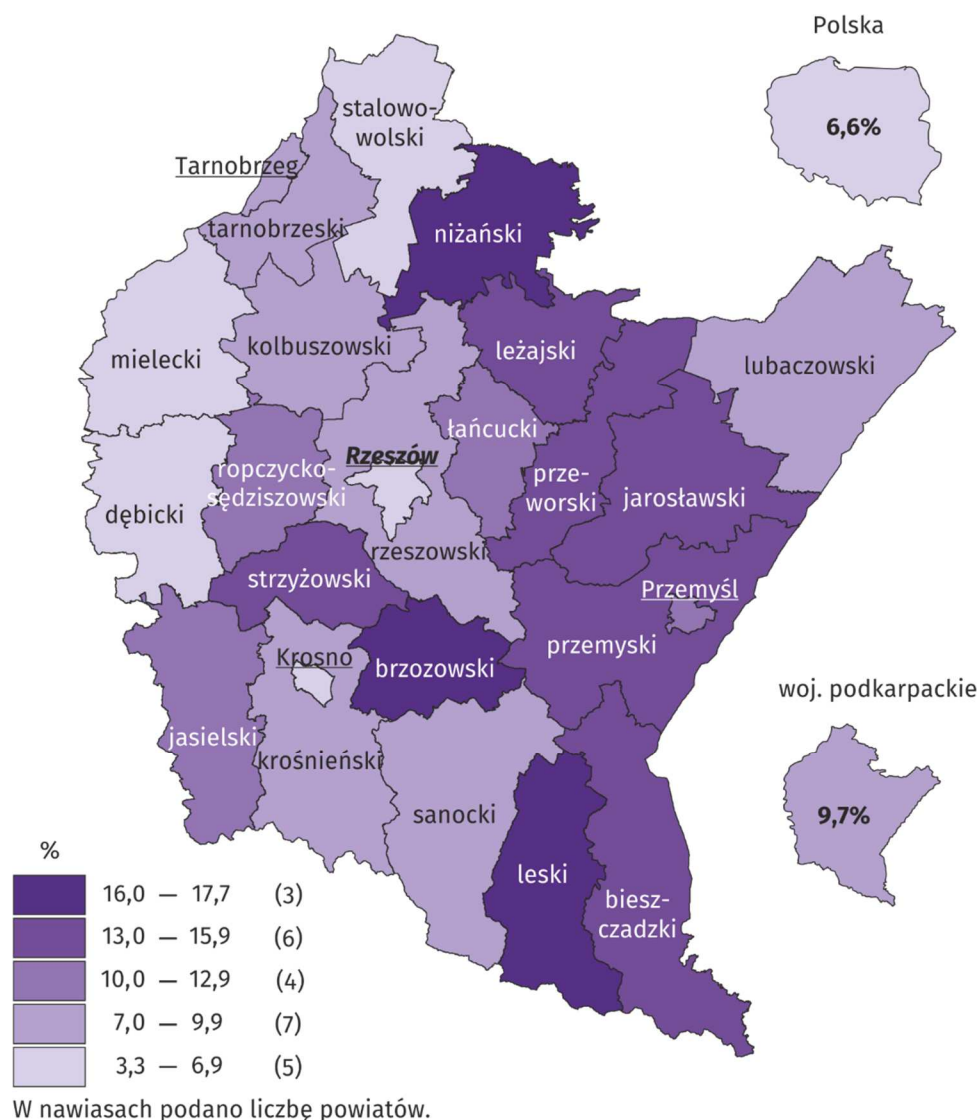 Polska
6,6%
stalowo-
wolski
Tarnobrzeg
tarnobrzeski
niżański
mielecki
kolbuszowski
leżajski
lubaczowski
łańcucki
Rzeszów
ropczycko-
sędziszowski
prze-
worski
jarosławski
dębicki
rzeszowski
strzyżowski
Przemyśl
przemyski
Krosno
brzozowski
woj. podkarpackie
9,7%
jasielski
krośnieński
sanocki
leski
biesz-
czadzki
%
16,0 — 17,7 (3)
13,0 — 15,9 (6)
10,0 — 12,9 (4)
7,0 — 9,9 (7)
3,3 — 6,9 (5)
W nawiasach podano liczbę powiatów.